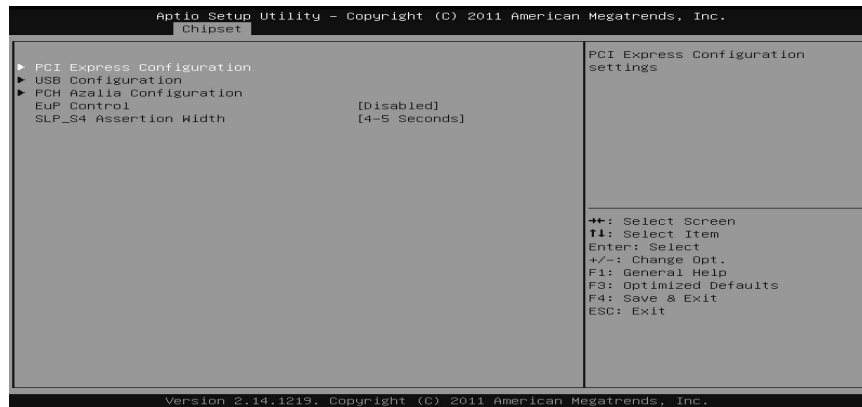 Aptio Setup Utility – Copyright (C) 2011 American Megatrends, Inc.
Chipset
► PCI Express Configuration
► USB Configuration
► PCH Azalia Configuration
EuP Control [Disabled]
SLP_S4 Assertion Width [4-5 Seconds]
PCI Express Configuration
settings
→←: Select Screen
↑↓: Select Item
Enter: Select
+/-: Change Opt.
F1: General Help
F3: Optimized Defaults
F4: Save & Exit
ESC: Exit
Version 2.14.1219. Copyright (C) 2011 American Megatrends, Inc.